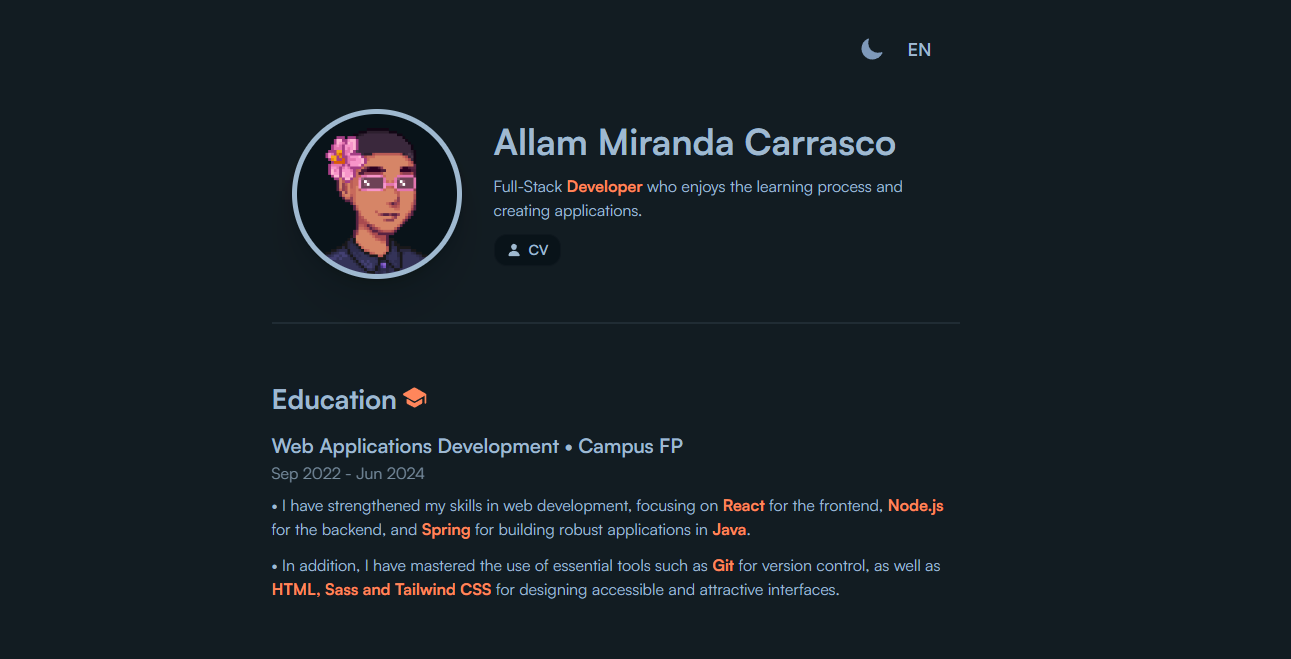 EN
Allam Miranda Carrasco
Full-Stack Developer who enjoys the learning process and
creating applications.
CV
Education
Web Applications Development • Campus FP
Sep 2022 - Jun 2024
• I have strengthened my skills in web development, focusing on React for the frontend, Node.js
for the backend, and Spring for building robust applications in Java.
• In addition, I have mastered the use of essential tools such as Git for version control, as well as
HTML, Sass and Tailwind CSS for designing accessible and attractive interfaces.